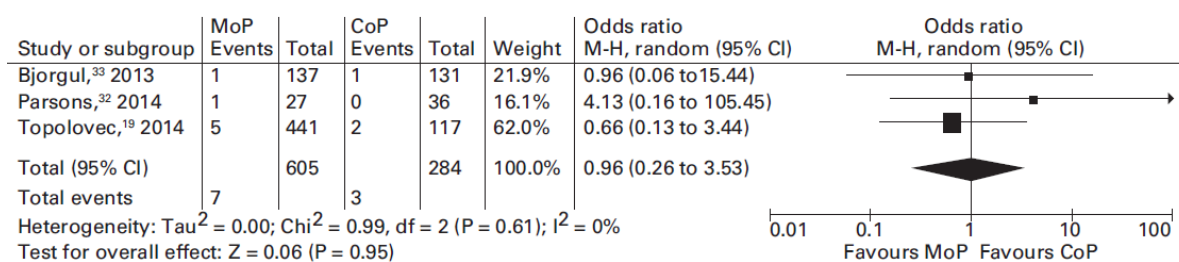 MoP CoP Odds ratio Odds ratio
Study or subgroup Events Total Events Total Weight M-H, random (95% CI) M-H, random (95% CI)
Bjorgul,³³ 2013 1 137 1 131 21.9% 0.96 (0.06 to15.44)
Parsons,³² 2014 1 27 0 36 16.1% 4.13 (0.16 to 105.45)
Topolovec,¹⁹ 2014 5 441 2 117 62.0% 0.66 (0.13 to 3.44)
Total (95% CI) 605 284 100.0% 0.96 (0.26 to 3.53)
Total events 7 3
Heterogeneity: Tau² = 0.00; Chi² = 0.99, df = 2 (P = 0.61); I² = 0%
0.01 0.1 1 10 100
Test for overall effect: Z = 0.06 (P = 0.95) Favours MoP Favours CoP